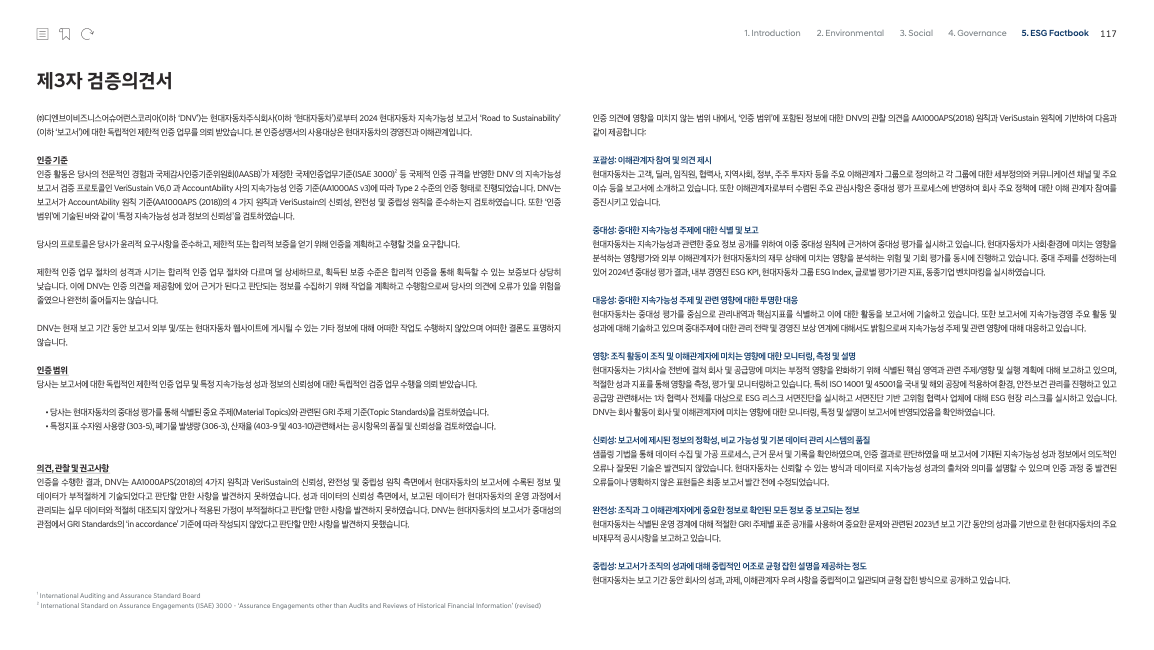 1. Introduction 2. Environmental 3. Social 4. Governance 5. ESG Factbook 117
제3자 검증의견서
㈜디엔브이비즈니스어슈어런스코리아(이하 ‘DNV’)는 현대자동차주식회사(이하 ‘현대자동차’)로부터 2024 현대자동차 지속가능성 보고서 ‘Road to Sustainability’
(이하 ‘보고서’)에 대한 독립적인 제한적 인증 업무를 의뢰 받았습니다. 본 인증성명서의 사용대상은 현대자동차의 경영진과 이해관계입니다.
인증 기준
인증 활동은 당사의 전문적인 경험과 국제감사인증기준위원회(IAASB)¹가 제정한 국제인증업무기준(ISAE 3000)² 등 국제적 인증 규격을 반영한 DNV 의 지속가능성
보고서 검증 프로토콜인 VeriSustain V6.0 과 AccountAbility 사의 지속가능성 인증 기준(AA1000AS v3)에 따라 Type 2 수준의 인증 형태로 진행되었습니다. DNV는
보고서가 AccountAbility 원칙 기준(AA1000APS (2018))의 4 가지 원칙과 VeriSustain의 신뢰성, 완전성 및 중립성 원칙을 준수하는지 검토하였습니다. 또한 ‘인증
범위’에 기술된 바와 같이 ‘특정 지속가능성 성과 정보의 신뢰성’을 검토하였습니다.
당사의 프로토콜은 당사가 윤리적 요구사항을 준수하고, 제한적 또는 합리적 보증을 얻기 위해 인증을 계획하고 수행할 것을 요구합니다.
제한적 인증 업무 절차의 성격과 시기는 합리적 인증 업무 절차와 다르며 덜 상세하므로, 획득된 보증 수준은 합리적 인증을 통해 획득할 수 있는 보증보다 상당히
낮습니다. 이에 DNV는 인증 의견을 제공함에 있어 근거가 된다고 판단되는 정보를 수집하기 위해 작업을 계획하고 수행함으로써 당사의 의견에 오류가 있을 위험을
줄였으나 완전히 줄어들지는 않습니다.
DNV는 현재 보고 기간 동안 보고서 외부 및/또는 현대자동차 웹사이트에 게시될 수 있는 기타 정보에 대해 어떠한 작업도 수행하지 않았으며 어떠한 결론도 표명하지
않습니다.
인증 범위
당사는 보고서에 대한 독립적인 제한적 인증 업무 및 특정 지속가능성 성과 정보의 신뢰성에 대한 독립적인 검증 업무 수행을 의뢰 받았습니다.
• 당사는 현대자동차의 중대성 평가를 통해 식별된 중요 주제(Material Topics)와 관련된 GRI 주제 기준(Topic Standards)을 검토하였습니다.
• 특정지표 수자원 사용량 (303-5), 폐기물 발생량 (306-3), 산재율 (403-9 및 403-10)관련해서는 공시항목의 품질 및 신뢰성을 검토하였습니다.
의견, 관찰 및 권고사항
인증을 수행한 결과, DNV는 AA1000APS(2018)의 4가지 원칙과 VeriSustain의 신뢰성, 완전성 및 중립성 원칙 측면에서 현대자동차의 보고서에 수록된 정보 및
데이터가 부적절하게 기술되었다고 판단할 만한 사항을 발견하지 못하였습니다. 성과 데이터의 신뢰성 측면에서, 보고된 데이터가 현대자동차의 운영 과정에서
관리되는 실무 데이터와 적절히 대조되지 않았거나 적용된 가정이 부적절하다고 판단할 만한 사항을 발견하지 못하였습니다. DNV는 현대자동차의 보고서가 중대성의
관점에서 GRI Standards의 ‘in accordance’ 기준에 따라 작성되지 않았다고 판단할 만한 사항을 발견하지 못했습니다.
¹ International Auditing and Assurance Standard Board
² International Standard on Assurance Engagements (ISAE) 3000 - ‘Assurance Engagements other than Audits and Reviews of Historical Financial Information’ (revised)
인증 의견에 영향을 미치지 않는 범위 내에서, ‘인증 범위’에 포함된 정보에 대한 DNV의 관찰 의견을 AA1000APS(2018) 원칙과 VeriSustain 원칙에 기반하여 다음과
같이 제공합니다:
포괄성: 이해관계자 참여 및 의견 제시
현대자동차는 고객, 딜러, 임직원, 협력사, 지역사회, 정부, 주주 투자자 등을 주요 이해관계자 그룹으로 정의하고 각 그룹에 대한 세부정의와 커뮤니케이션 채널 및 주요
이슈 등을 보고서에 소개하고 있습니다. 또한 이해관계자로부터 수렴된 주요 관심사항은 중대성 평가 프로세스에 반영하여 회사 주요 정책에 대한 이해 관계자 참여를
증진시키고 있습니다.
중대성: 중대한 지속가능성 주제에 대한 식별 및 보고
현대자동차는 지속가능성과 관련한 중요 정보 공개를 위하여 이중 중대성 원칙에 근거하여 중대성 평가를 실시하고 있습니다. 현대자동차가 사회·환경에 미치는 영향을
분석하는 영향평가와 외부 이해관계자가 현대자동차의 재무 상태에 미치는 영향을 분석하는 위험 및 기회 평가를 동시에 진행하고 있습니다. 중대 주제를 선정하는데
있어 2024년 중대성 평가 결과, 내부 경영진 ESG KPI, 현대자동차 그룹 ESG Index, 글로벌 평가기관 지표, 동종기업 벤치마킹을 실시하였습니다.
대응성: 중대한 지속가능성 주제 및 관련 영향에 대한 투명한 대응
현대자동차는 중대성 평가를 중심으로 관리내역과 핵심지표를 식별하고 이에 대한 활동을 보고서에 기술하고 있습니다. 또한 보고서에 지속가능경영 주요 활동 및
성과에 대해 기술하고 있으며 중대주제에 대한 관리 전략 및 경영진 보상 연계에 대해서도 밝힘으로써 지속가능성 주제 및 관련 영향에 대해 대응하고 있습니다.
영향: 조직 활동이 조직 및 이해관계자에 미치는 영향에 대한 모니터링, 측정 및 설명
현대자동차는 가치사슬 전반에 걸쳐 회사 및 공급망에 미치는 부정적 영향을 완화하기 위해 식별된 핵심 영역과 관련 주제/영향 및 실행 계획에 대해 보고하고 있으며,
적절한 성과 지표를 통해 영향을 측정, 평가 및 모니터링하고 있습니다. 특히 ISO 14001 및 45001을 국내 및 해외 공장에 적용하여 환경, 안전·보건 관리를 진행하고 있고
공급망 관련해서는 1차 협력사 전체를 대상으로 ESG 리스크 서면진단을 실시하고 서면진단 기반 고위험 협력사 업체에 대해 ESG 현장 리스크를 실시하고 있습니다.
DNV는 회사 활동이 회사 및 이해관계자에 미치는 영향에 대한 모니터링, 특정 및 설명이 보고서에 반영되었음을 확인하였습니다.
신뢰성: 보고서에 제시된 정보의 정확성, 비교 가능성 및 기본 데이터 관리 시스템의 품질
샘플링 기법을 통해 데이터 수집 및 가공 프로세스, 근거 문서 및 기록을 확인하였으며, 인증 결과로 판단하였을 때 보고서에 기재된 지속가능성 성과 정보에서 의도적인
오류나 잘못된 기술은 발견되지 않았습니다. 현대자동차는 신뢰할 수 있는 방식과 데이터로 지속가능성 성과의 출처와 의미를 설명할 수 있으며 인증 과정 중 발견된
오류들이나 명확하지 않은 표현들은 최종 보고서 발간 전에 수정되었습니다.
완전성: 조직과 그 이해관계자에게 중요한 정보로 확인된 모든 정보 중 보고되는 정보
현대자동차는 식별된 운영 경계에 대해 적절한 GRI 주제별 표준 공개를 사용하여 중요한 문제와 관련된 2023년 보고 기간 동안의 성과를 기반으로 한 현대자동차의 주요
비재무적 공시사항을 보고하고 있습니다.
중립성: 보고서가 조직의 성과에 대해 중립적인 어조로 균형 잡힌 설명을 제공하는 정도
현대자동차는 보고 기간 동안 회사의 성과, 과제, 이해관계자 우려 사항을 중립적이고 일관되며 균형 잡힌 방식으로 공개하고 있습니다.